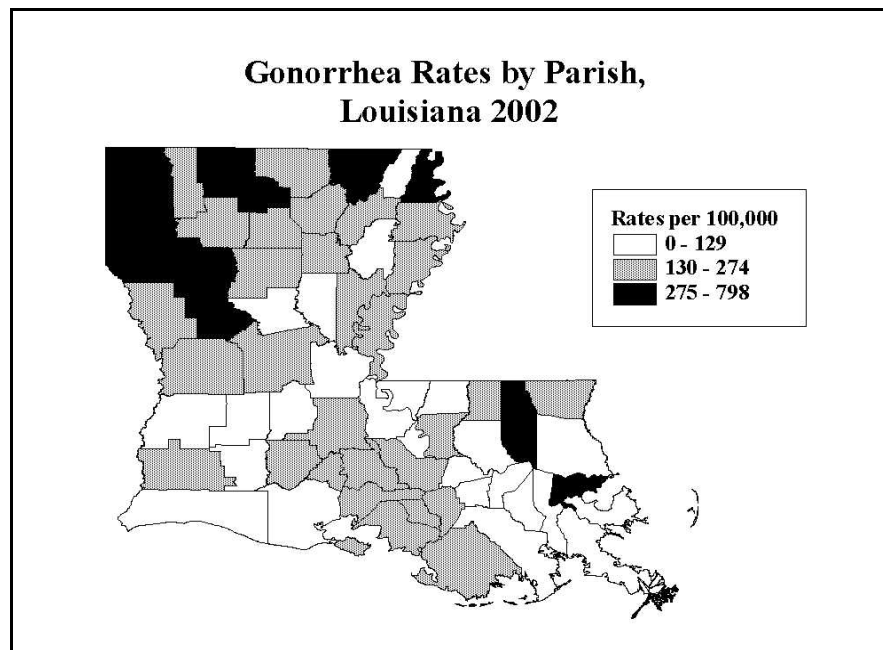 Gonorrhea Rates by Parish,
Louisiana 2002
Rates per 100,000
0 - 129
130 - 274
275 - 798